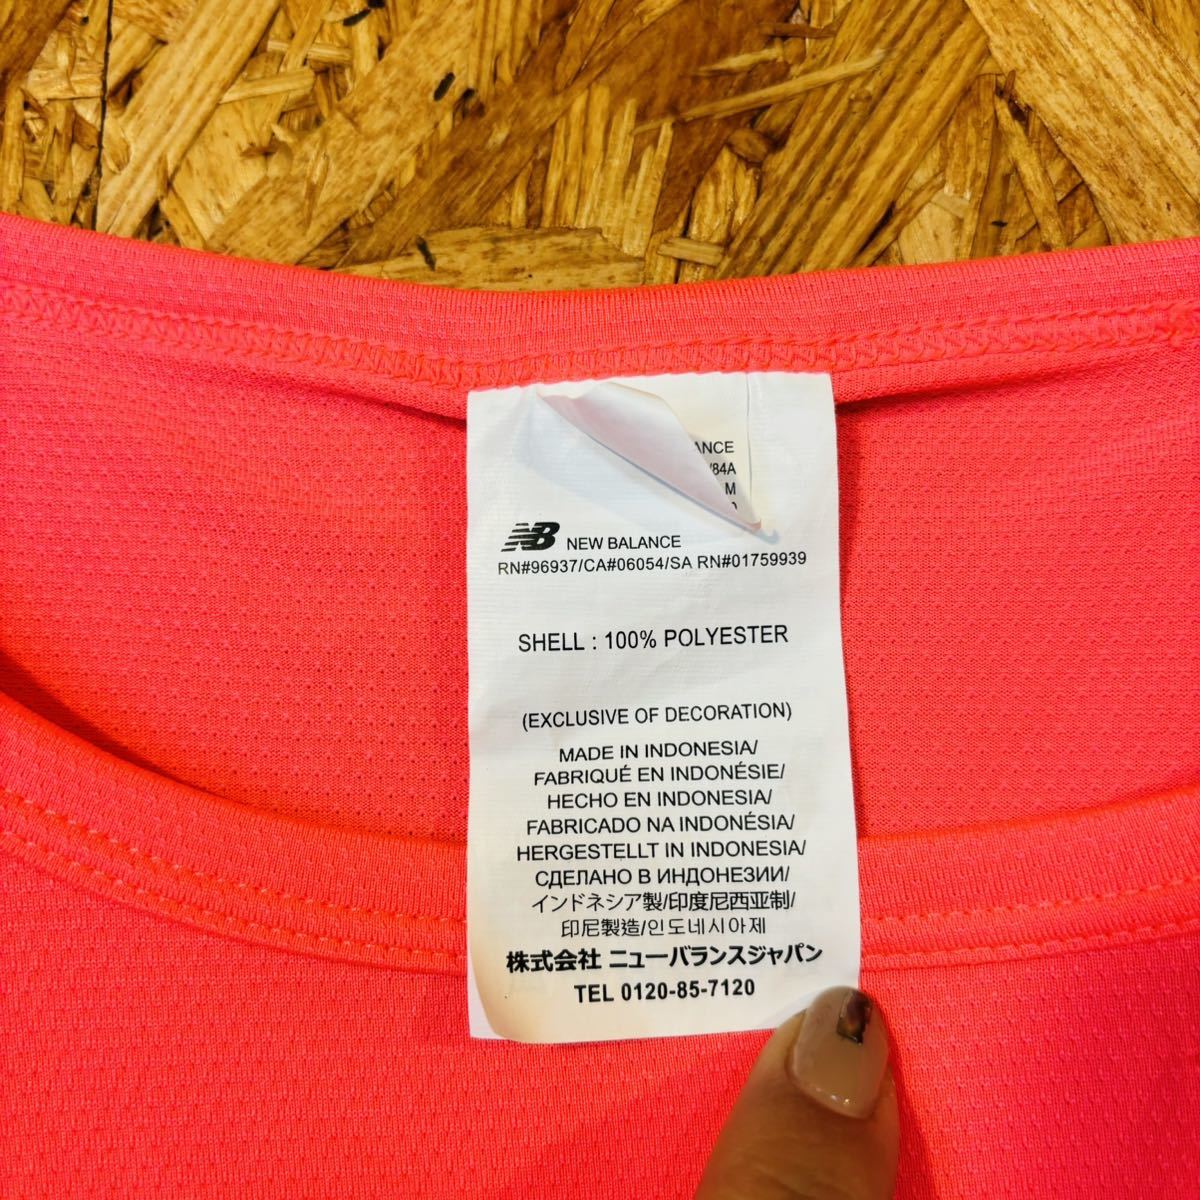 /84A
M
NB NEW BALANCE
RN#96937/CA#06054/SA RN#01759939
SHELL : 100% POLYESTER
(EXCLUSIVE OF DECORATION)
MADE IN INDONESIA/
FABRIQUÉ EN INDONÉSIE/
HECHO EN INDONESIA/
FABRICADO NA INDONÉSIA/
HERGESTELLT IN INDONESIA/
СДЕЛАНО В ИНДОНЕЗИИ/
インドネシア製/印度尼西亚制/
印尼製造/인도네시아제
株式会社 ニューバランスジャパン
TEL 0120-85-7120